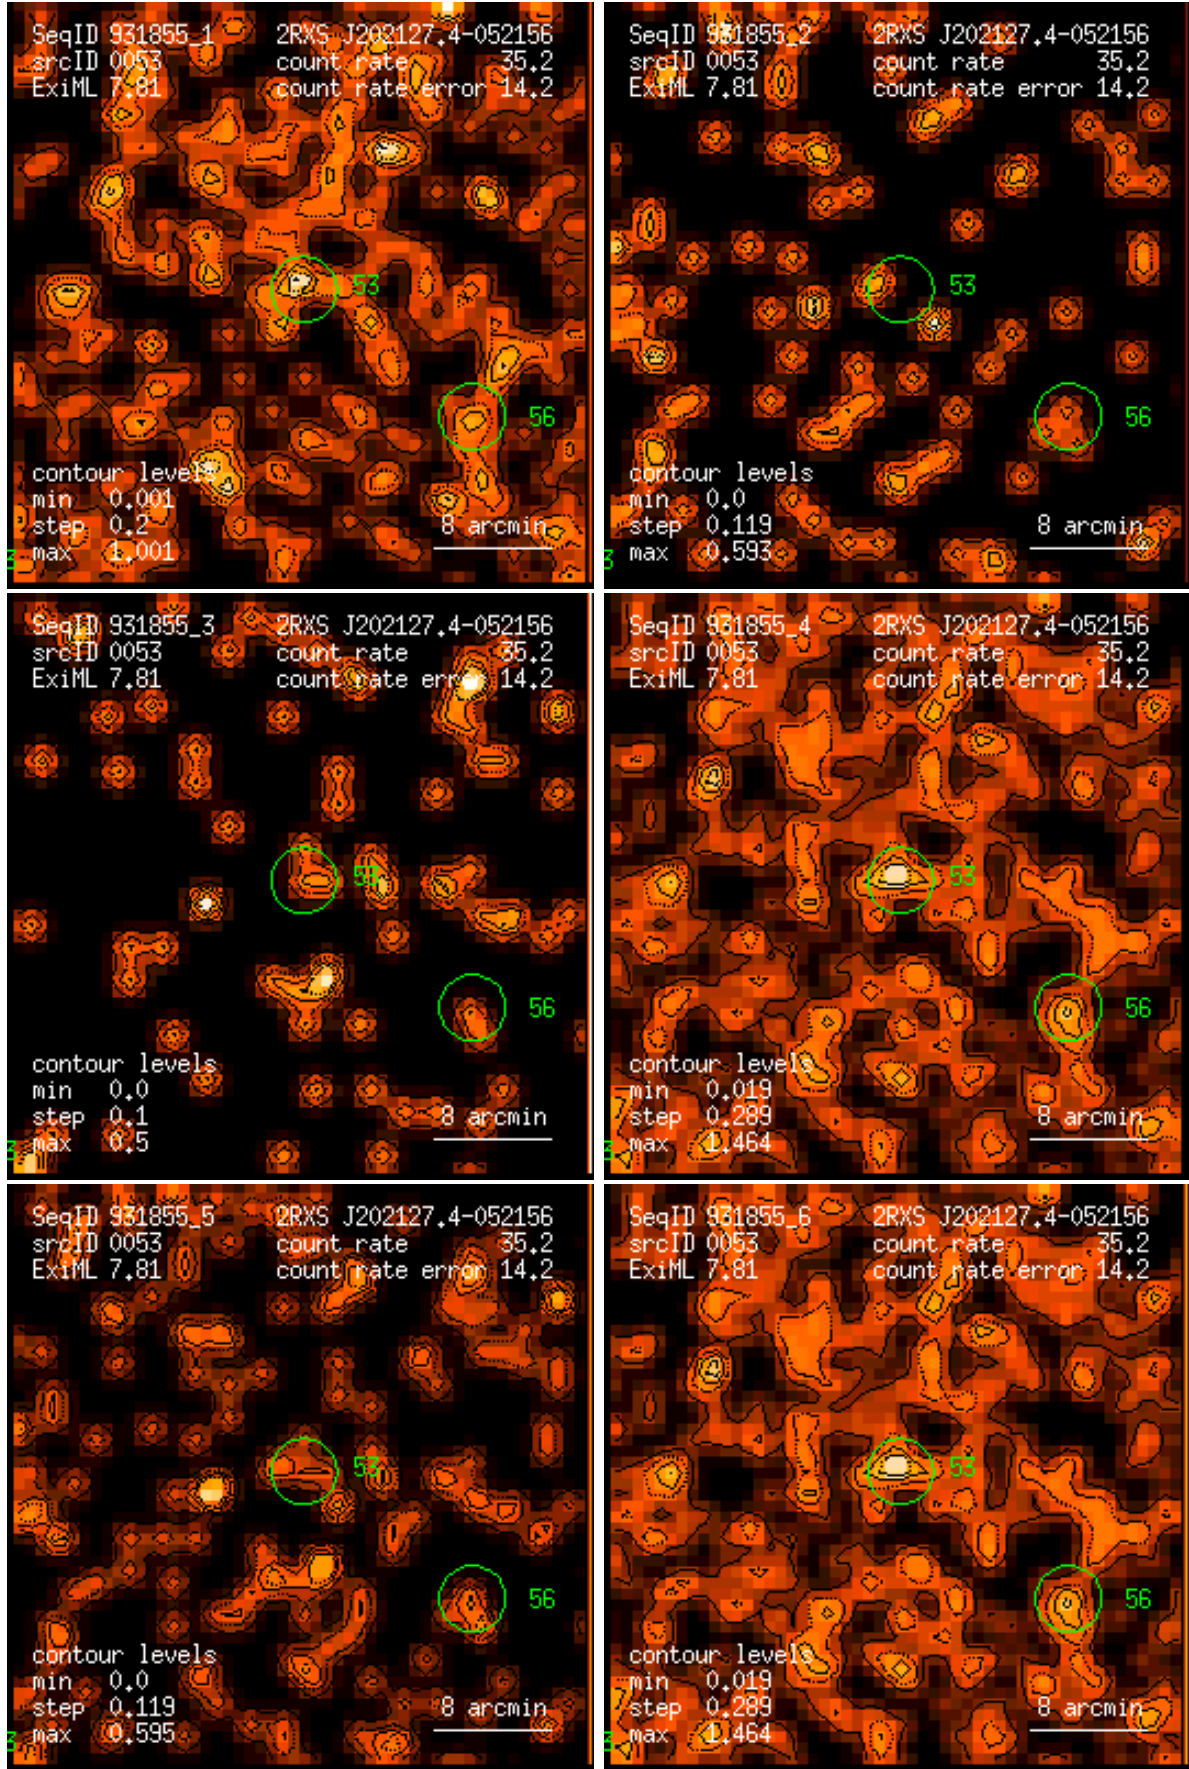 SeqID 931855_1 2RXS J202127.4-052156
srcID 0053 count rate 35.2
ExiML 7.81 count rate error 14.2
53
56
contour levels
min 0.001
step 0.2 8 arcmin
max 1.001
3
SeqID 931855_2 2RXS J202127.4-052156
srcID 0053 count rate 35.2
ExiML 7.81 count rate error 14.2
53
56
contour levels
min 0.0
step 0.119 8 arcmin
max 0.593
3
SeqID 931855_3 2RXS J202127.4-052156
srcID 0053 count rate 35.2
ExiML 7.81 count rate error 14.2
53
56
contour levels
min 0.0
step 0.1 8 arcmin
max 0.5
3
SeqID 931855_4 2RXS J202127.4-052156
srcID 0053 count rate 35.2
ExiML 7.81 count rate error 14.2
53
56
contour levels
min 0.019
step 0.289 8 arcmin
max 1.464
3
SeqID 931855_5 2RXS J202127.4-052156
srcID 0053 count rate 35.2
ExiML 7.81 count rate error 14.2
53
56
contour levels
min 0.0
step 0.119 8 arcmin
max 0.595
3
SeqID 931855_6 2RXS J202127.4-052156
srcID 0053 count rate 35.2
ExiML 7.81 count rate error 14.2
53
56
contour levels
min 0.019
step 0.289 8 arcmin
max 1.464
3